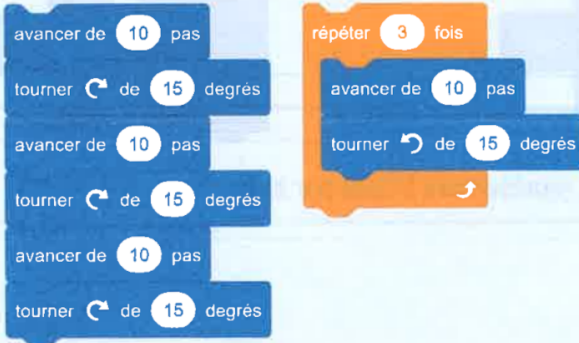 avancer de 10 pas
tourner de 15 degrés
avancer de 10 pas
tourner de 15 degrés
avancer de 10 pas
tourner de 15 degrés
répéter 3 fois
avancer de 10 pas
tourner de 15 degrés